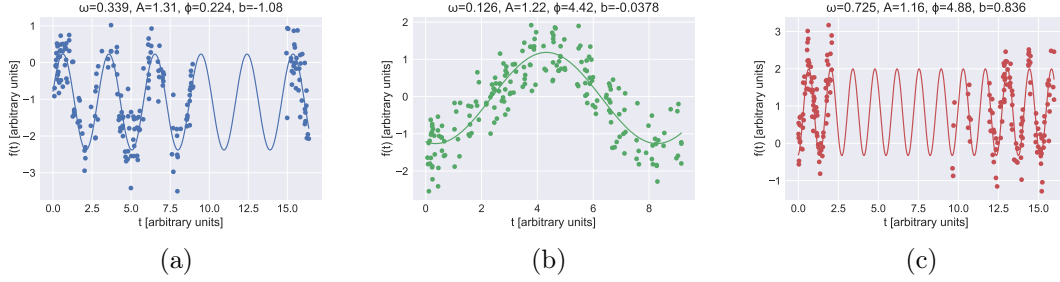 ω=0.339, A=1.31, ϕ=0.224, b=-1.08
f(t) [arbitrary units]
1
0
−1
−2
−3
0.0 2.5 5.0 7.5 10.0 12.5 15.0
t [arbitrary units]
(a)
ω=0.126, A=1.22, ϕ=4.42, b=-0.0378
f(t) [arbitrary units]
2
1
0
−1
−2
0 2 4 6 8
t [arbitrary units]
(b)
ω=0.725, A=1.16, ϕ=4.88, b=0.836
f(t) [arbitrary units]
3
2
1
0
−1
0.0 2.5 5.0 7.5 10.0 12.5 15.0
t [arbitrary units]
(c)